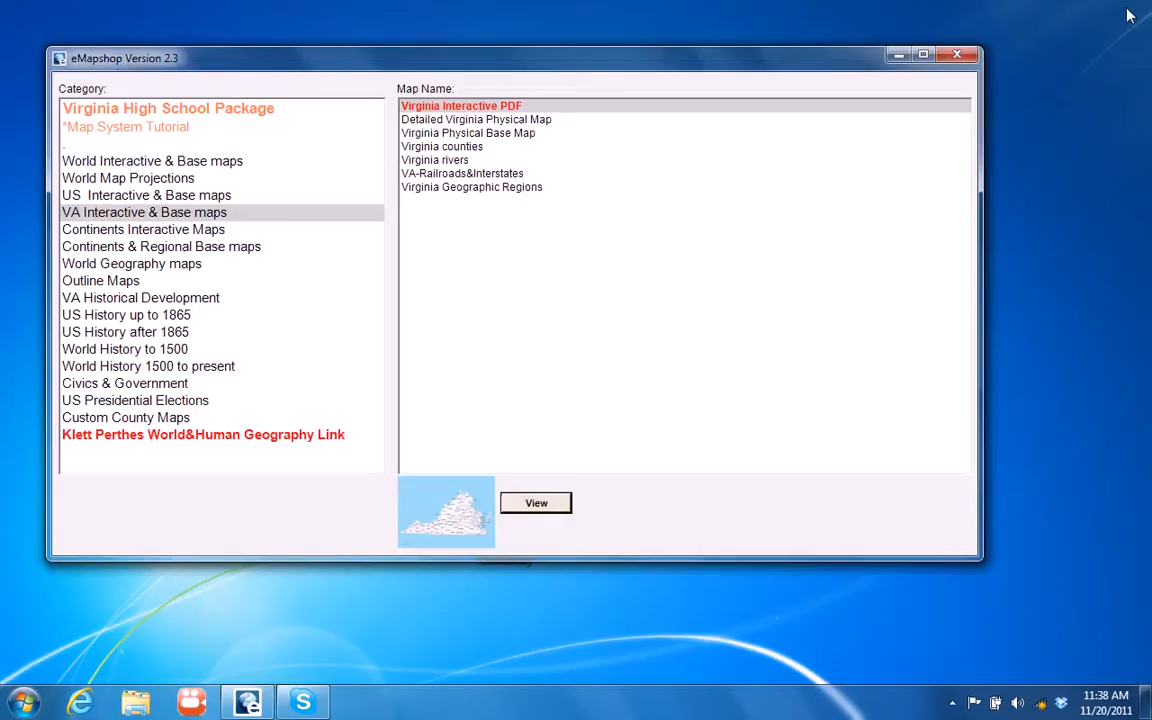 eMapshop Version 2.3
Category:
Virginia High School Package
*Map System Tutorial
.
World Interactive & Base maps
World Map Projections
US  Interactive & Base maps
VA Interactive & Base maps
Continents Interactive Maps
Continents & Regional Base maps
World Geography maps
Outline Maps
VA Historical Development
US History up to 1865
US History after 1865
World History to 1500
World History 1500 to present
Civics & Government
US Presidential Elections
Custom County Maps
Klett Perthes World&Human Geography Link
Map Name:
Virginia Interactive PDF
Detailed Virginia Physical Map
Virginia Physical Base Map
Virginia counties
Virginia rivers
VA-Railroads&Interstates
Virginia Geographic Regions
View
11:38 AM
11/20/2011